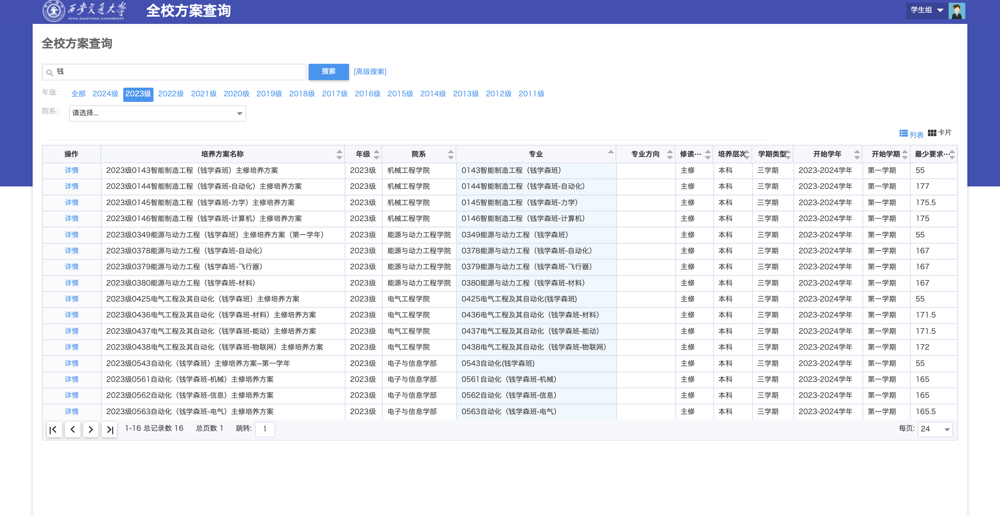 西安交通大学
XI'AN JIAOTONG UNIVERSITY
全校方案查询
学生组
全校方案查询
钱
搜索
[高级搜索]
年级: 全部 2024级 2023级 2022级 2021级 2020级 2019级 2018级 2017级 2016级 2015级 2014级 2013级 2012级 2011级
院系: 请选择...
列表 卡片
操作 培养方案名称 年级 院系 专业 专业方向 修读··· 培养层次 学期类型 开始学年 开始学期 最少要求···
详情 2023级0143智能制造工程（钱学森班）主修培养方案 2023级 机械工程学院 0143智能制造工程（钱学森班） 主修 本科 三学期 2023-2024学年 第一学期 55
详情 2023级0144智能制造工程（钱学森班-自动化）主修培养方案 2023级 机械工程学院 0144智能制造工程（钱学森班-自动化） 主修 本科 三学期 2023-2024学年 第一学期 177
详情 2023级0145智能制造工程（钱学森班-力学）主修培养方案 2023级 机械工程学院 0145智能制造工程（钱学森班-力学） 主修 本科 三学期 2023-2024学年 第一学期 175.5
详情 2023级0146智能制造工程（钱学森班-计算机）主修培养方案 2023级 机械工程学院 0146智能制造工程（钱学森班-计算机） 主修 本科 三学期 2023-2024学年 第一学期 175
详情 2023级0349能源与动力工程（钱学森班）主修培养方案（第一学年） 2023级 能源与动力工程学院 0349能源与动力工程（钱学森班） 主修 本科 三学期 2023-2024学年 第一学期 55
详情 2023级0378能源与动力工程（钱学森班-自动化） 2023级 能源与动力工程学院 0378能源与动力工程（钱学森班-自动化） 主修 本科 三学期 2023-2024学年 第一学期 167
详情 2023级0379能源与动力工程（钱学森班-飞行器） 2023级 能源与动力工程学院 0379能源与动力工程（钱学森班-飞行器） 主修 本科 三学期 2023-2024学年 第一学期 167
详情 2023级0380能源与动力工程（钱学森班-材料） 2023级 能源与动力工程学院 0380能源与动力工程（钱学森班-材料） 主修 本科 三学期 2023-2024学年 第一学期 167
详情 2023级0425电气工程及其自动化（钱学森班）主修培养方案 2023级 电气工程学院 0425电气工程及其自动化(钱学森班) 主修 本科 三学期 2023-2024学年 第一学期 55
详情 2023级0436电气工程及其自动化（钱学森班-材料）主修培养方案 2023级 电气工程学院 0436电气工程及其自动化（钱学森班-材料） 主修 本科 三学期 2023-2024学年 第一学期 171.5
详情 2023级0437电气工程及其自动化（钱学森班-能动）主修培养方案 2023级 电气工程学院 0437电气工程及其自动化（钱学森班-能动） 主修 本科 三学期 2023-2024学年 第一学期 171.5
详情 2023级0438电气工程及其自动化（钱学森班-物联网）主修培养方案 2023级 电气工程学院 0438电气工程及其自动化（钱学森班-物联网） 主修 本科 三学期 2023-2024学年 第一学期 172
详情 2023级0543自动化（钱学森班）主修培养方案--第一学年 2023级 电子与信息学部 0543自动化(钱学森班) 主修 本科 三学期 2023-2024学年 第一学期 55
详情 2023级0561自动化（钱学森班-机械）主修培养方案 2023级 电子与信息学部 0561自动化（钱学森班-机械） 主修 本科 三学期 2023-2024学年 第一学期 165
详情 2023级0562自动化（钱学森班-信息）主修培养方案 2023级 电子与信息学部 0562自动化（钱学森班-信息） 主修 本科 三学期 2023-2024学年 第一学期 165
详情 2023级0563自动化（钱学森班-电气）主修培养方案 2023级 电子与信息学部 0563自动化（钱学森班-电气） 主修 本科 三学期 2023-2024学年 第一学期 165.5
1-16 总记录数 16 总页数 1 跳转: 1 每页: 24